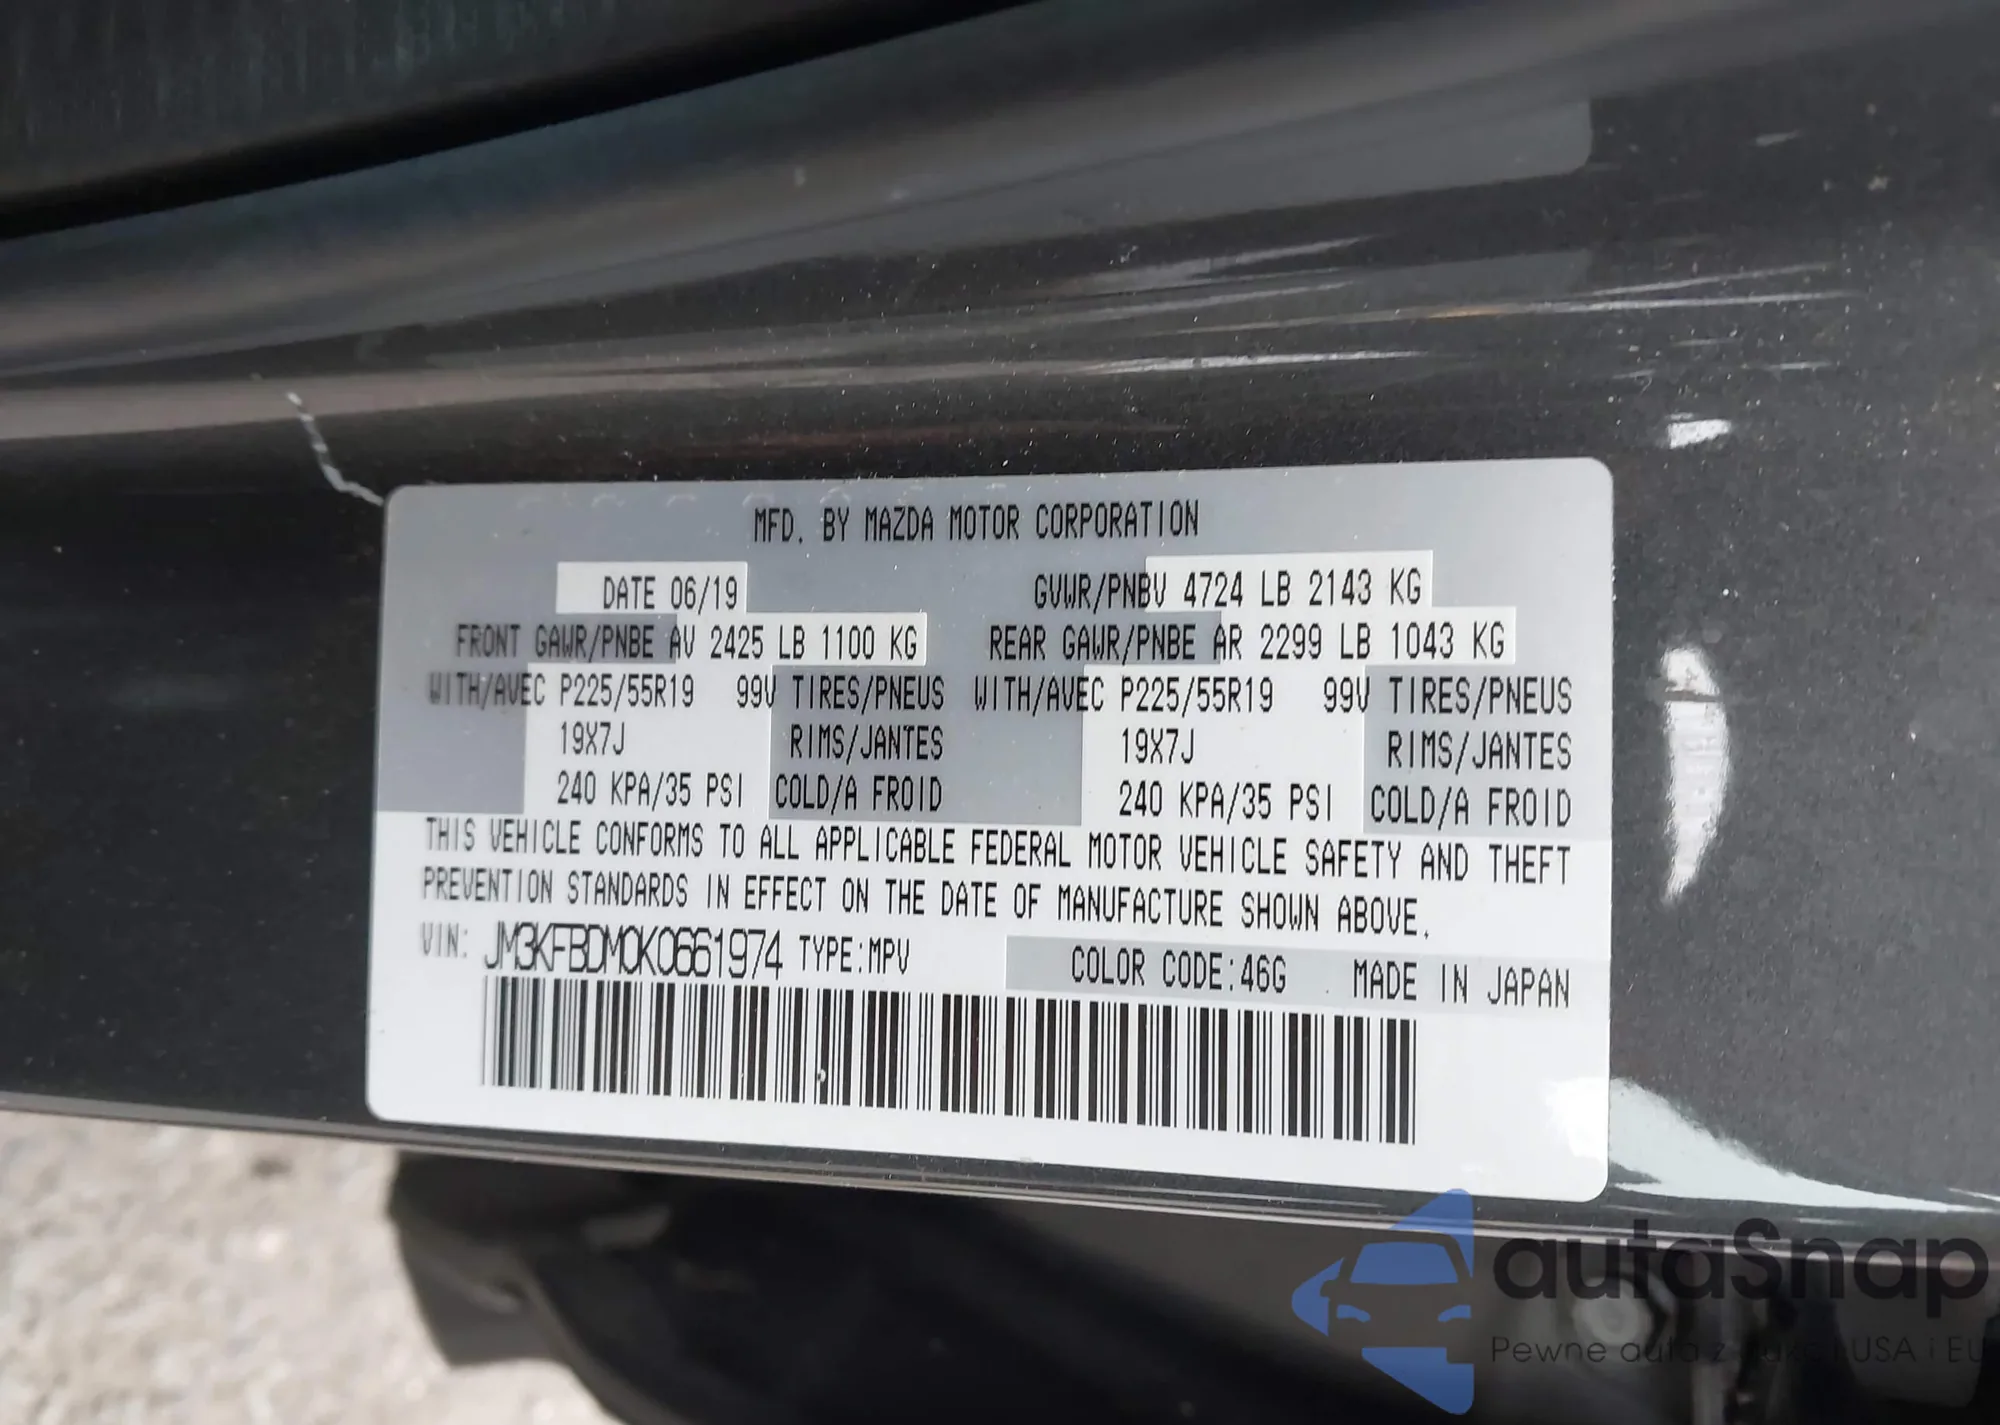 MFD. BY MAZDA MOTOR CORPORATION
DATE 06/19 GVWR/PNBV 4724 LB 2143 KG
FRONT GAWR/PNBE AV 2425 LB 1100 KG REAR GAWR/PNBE AR 2299 LB 1043 KG
WITH/AVEC P225/55R19 99V TIRES/PNEUS WITH/AVEC P225/55R19 99V TIRES/PNEUS
19X7J RIMS/JANTES 19X7J RIMS/JANTES
240 KPA/35 PSI COLD/A FROID 240 KPA/35 PSI COLD/A FROID
THIS VEHICLE CONFORMS TO ALL APPLICABLE FEDERAL MOTOR VEHICLE SAFETY AND THEFT
PREVENTION STANDARDS IN EFFECT ON THE DATE OF MANUFACTURE SHOWN ABOVE.
VIN: JM3KFBDM0K0661974 TYPE:MPV COLOR CODE:46G MADE IN JAPAN
autaSnap
Pewne auta z USA i EU